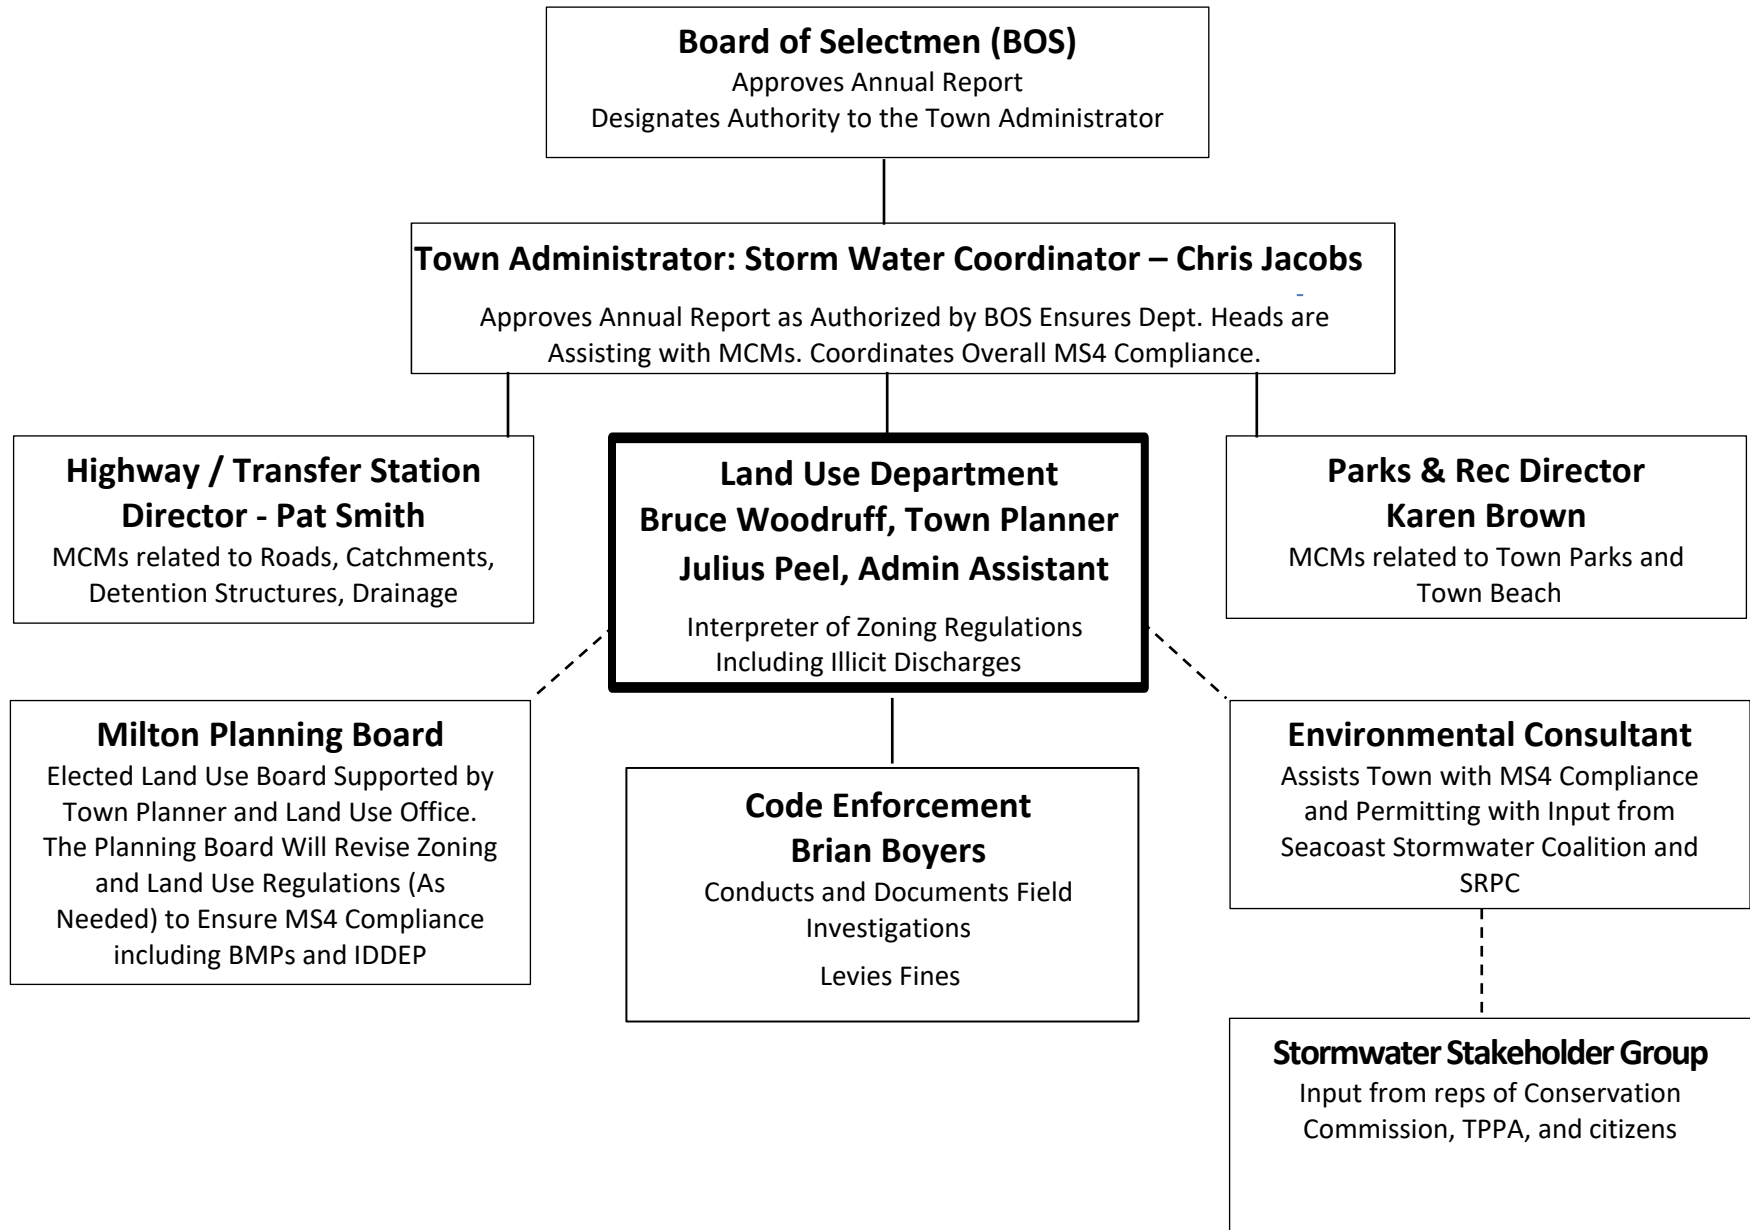 Board of Selectmen (BOS)
Approves Annual Report
Designates Authority to the Town Administrator
Town Administrator: Storm Water Coordinator – Chris Jacobs
Approves Annual Report as Authorized by BOS Ensures Dept. Heads are
Assisting with MCMs. Coordinates Overall MS4 Compliance.
Highway / Transfer Station
Director - Pat Smith
MCMs related to Roads, Catchments,
Detention Structures, Drainage
Land Use Department
Bruce Woodruff, Town Planner
Julius Peel, Admin Assistant
Interpreter of Zoning Regulations
Including Illicit Discharges
Parks & Rec Director
Karen Brown
MCMs related to Town Parks and
Town Beach
Milton Planning Board
Elected Land Use Board Supported by
Town Planner and Land Use Office.
The Planning Board Will Revise Zoning
and Land Use Regulations (As
Needed) to Ensure MS4 Compliance
including BMPs and IDDEP
Code Enforcement
Brian Boyers
Conducts and Documents Field
Investigations
Levies Fines
Environmental Consultant
Assists Town with MS4 Compliance
and Permitting with Input from
Seacoast Stormwater Coalition and
SRPC
Stormwater Stakeholder Group
Input from reps of Conservation
Commission, TPPA, and citizens